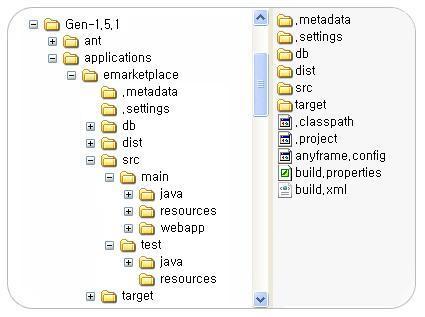 Gen-1.5.1
ant
applications
emarketplace
.metadata
.settings
db
dist
src
main
java
resources
webapp
test
java
resources
target
.metadata
.settings
db
dist
src
target
.classpath
.project
anyframe.config
build.properties
build.xml